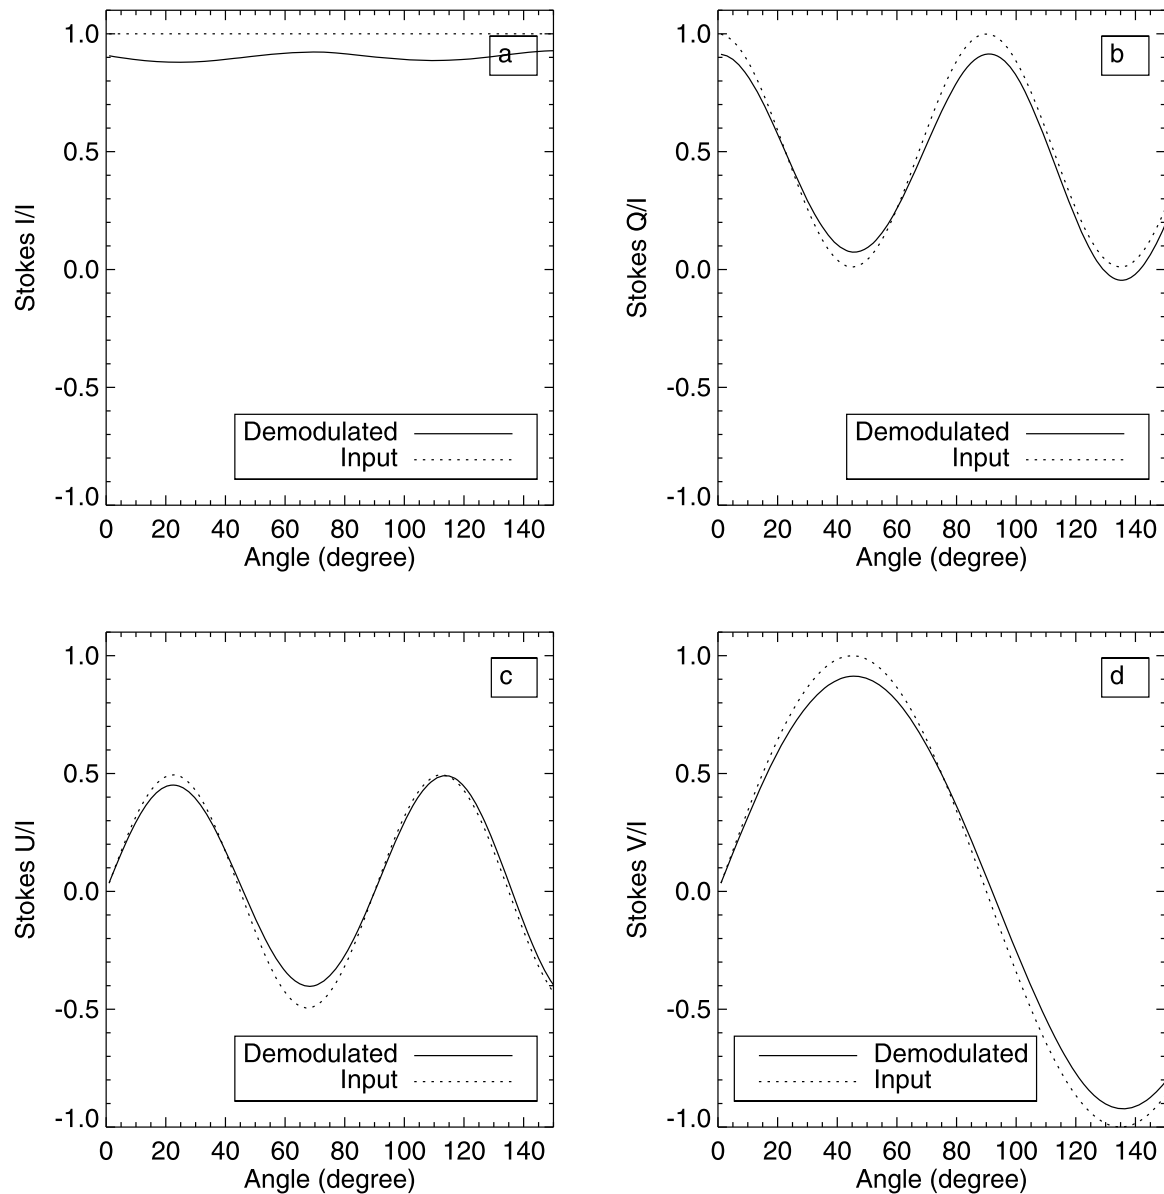 a
1.0
0.5
0.0
-0.5
-1.0
Stokes I/I
Demodulated
Input
0 20 40 60 80 100 120 140
Angle (degree)
b
1.0
0.5
0.0
-0.5
-1.0
Stokes Q/I
Demodulated
Input
0 20 40 60 80 100 120 140
Angle (degree)
c
1.0
0.5
0.0
-0.5
-1.0
Stokes U/I
Demodulated
Input
0 20 40 60 80 100 120 140
Angle (degree)
d
1.0
0.5
0.0
-0.5
-1.0
Stokes V/I
Demodulated
Input
0 20 40 60 80 100 120 140
Angle (degree)